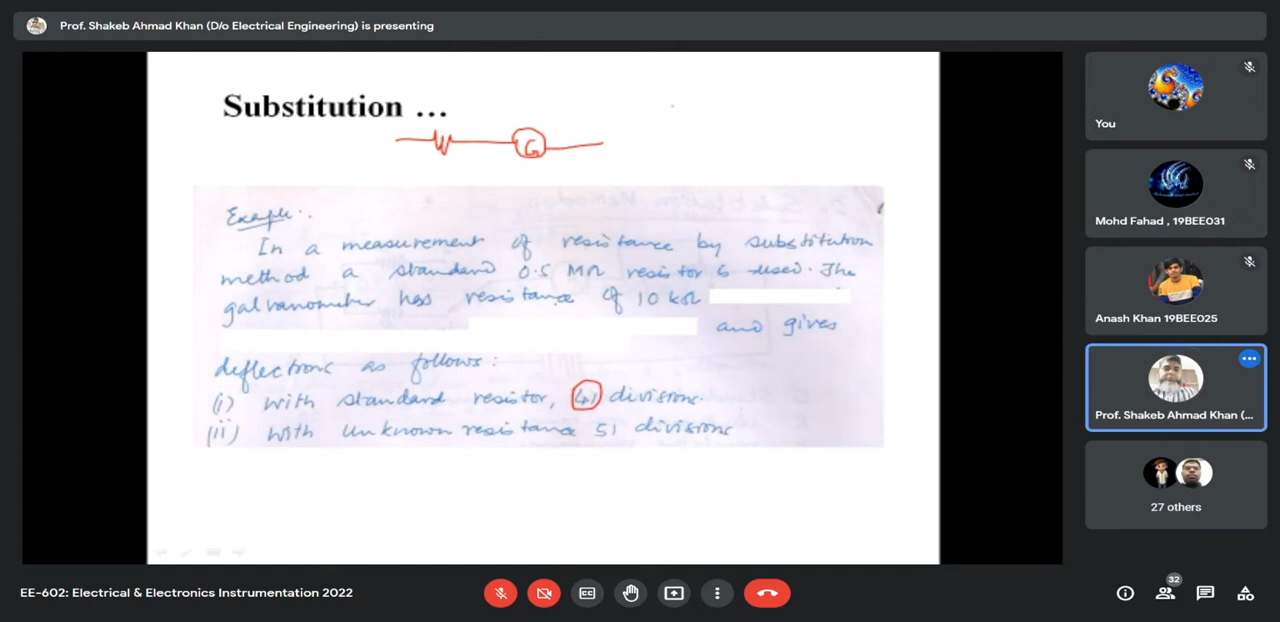 Prof. Shakeb Ahmad Khan (D/o Electrical Engineering) is presenting
Substitution ...
G
Example:.
In a measurement of resistance by substitution
method a standard 0.5 MΩ resistor is used. The
galvanometer has resistance of 10 kΩ
and gives
deflections as follows:
(i) With standard resistor, 41 divisions.
(ii) With unknown resistance 51 divisions
You
Mohd Fahad , 19BEE031
Anash Khan 19BEE025
Prof. Shakeb Ahmad Khan (...
27 others
EE-602: Electrical & Electronics Instrumentation 2022
32